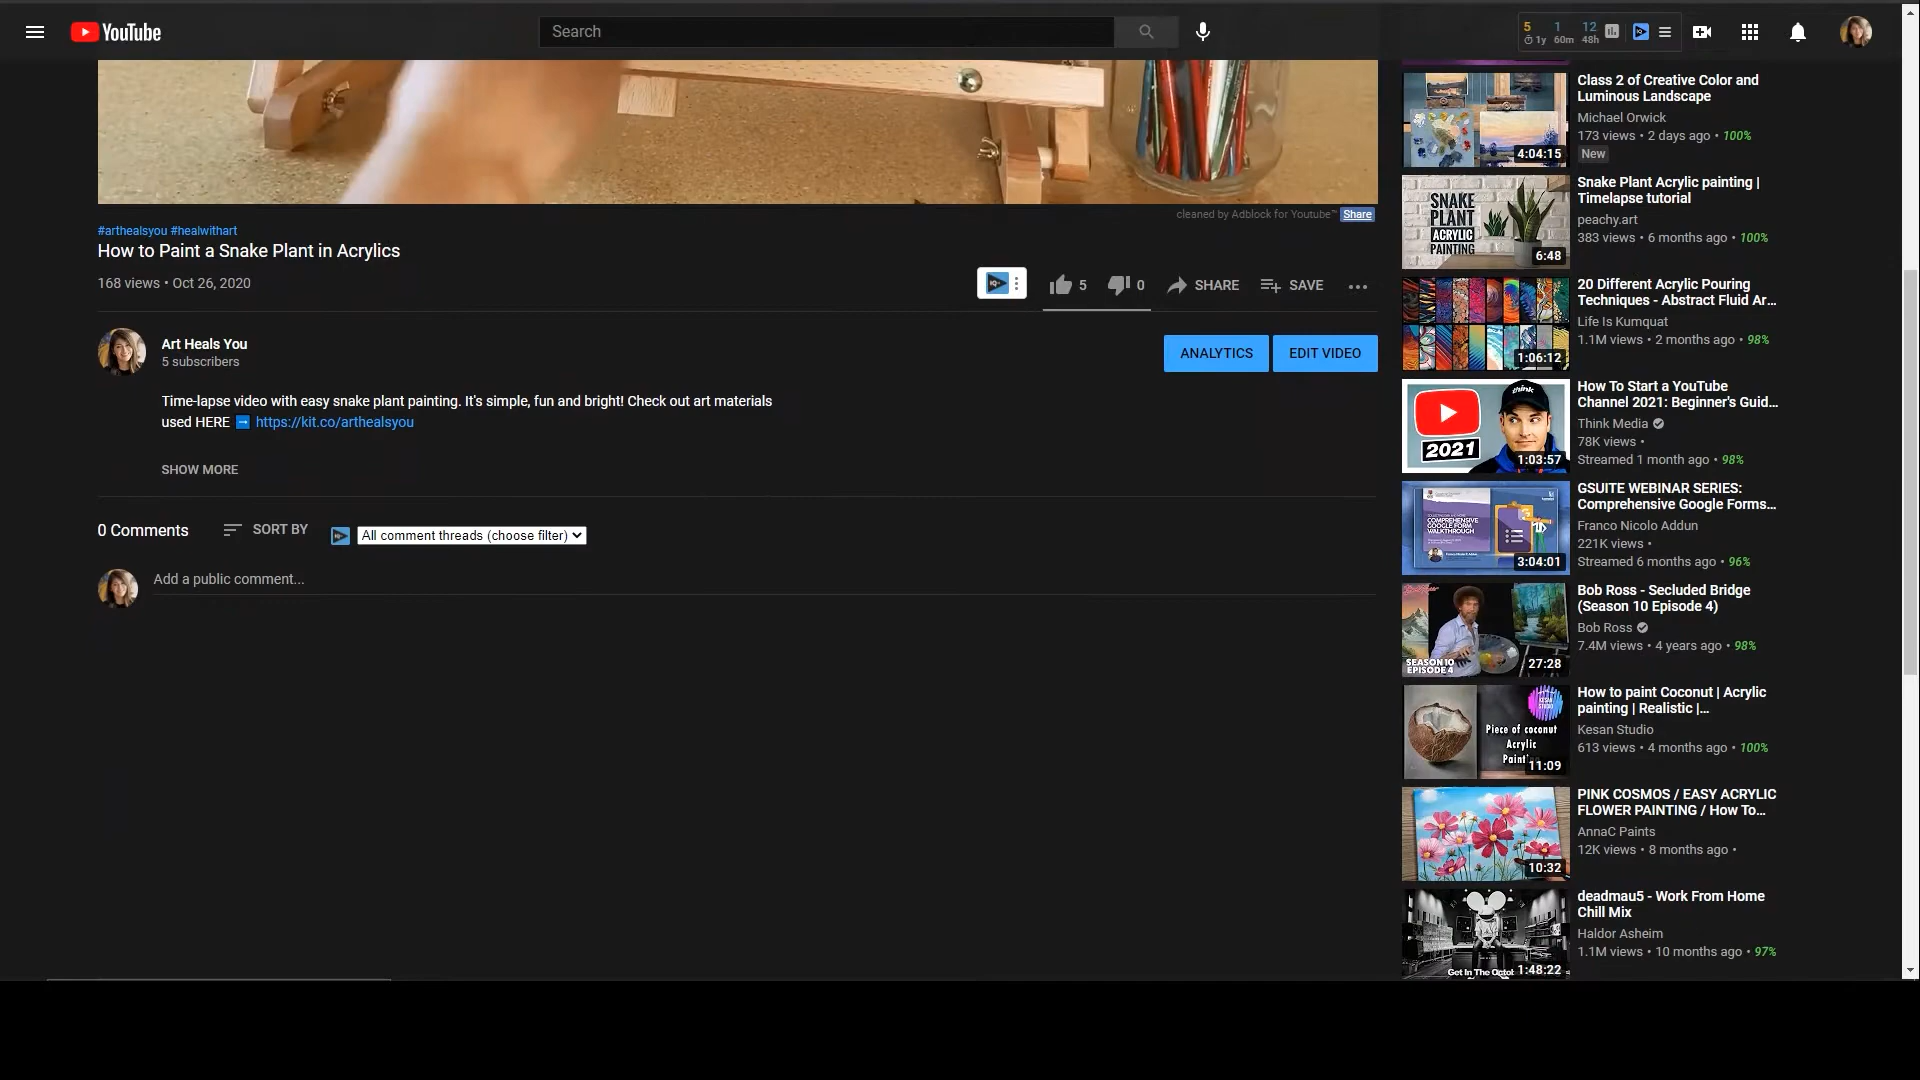 YouTube
Search
5 1 12
1y 60m 48h
cleaned by Adblock for Youtube™ Share
#arthealsyou #healwithart
How to Paint a Snake Plant in Acrylics
168 views • Oct 26, 2020
5 0 SHARE SAVE
Art Heals You
5 subscribers
ANALYTICS EDIT VIDEO
Time-lapse video with easy snake plant painting. It's simple, fun and bright! Check out art materials
used HERE https://kit.co/arthealsyou
SHOW MORE
0 Comments SORT BY All comment threads (choose filter)
Add a public comment...
4:04:15
Class 2 of Creative Color and
Luminous Landscape
Michael Orwick
173 views • 2 days ago • 100%
New
SNAKE
PLANT
ACRYLIC
PAINTING
6:48
Snake Plant Acrylic painting |
Timelapse tutorial
peachy.art
383 views • 6 months ago • 100%
1:06:12
20 Different Acrylic Pouring
Techniques - Abstract Fluid Ar...
Life Is Kumquat
1.1M views • 2 months ago • 98%
think
2021
1:03:57
How To Start a YouTube
Channel 2021: Beginner's Guid...
Think Media
78K views •
Streamed 1 month ago • 98%
COMPREHENSIVE
GOOGLE FORM
WALKTHROUGH
3:04:01
GSUITE WEBINAR SERIES:
Comprehensive Google Forms...
Franco Nicolo Addun
221K views •
Streamed 6 months ago • 96%
SEASON 10
EPISODE 4
27:28
Bob Ross - Secluded Bridge
(Season 10 Episode 4)
Bob Ross
7.4M views • 4 years ago • 98%
KESAN
STUDIO
Piece of coconut
Acrylic
Paint
11:09
How to paint Coconut | Acrylic
painting | Realistic |...
Kesan Studio
613 views • 4 months ago • 100%
10:32
PINK COSMOS / EASY ACRYLIC
FLOWER PAINTING / How To...
AnnaC Paints
12K views • 8 months ago •
Get In The Octo
1:48:22
deadmau5 - Work From Home
Chill Mix
Haldor Asheim
1.1M views • 10 months ago • 97%